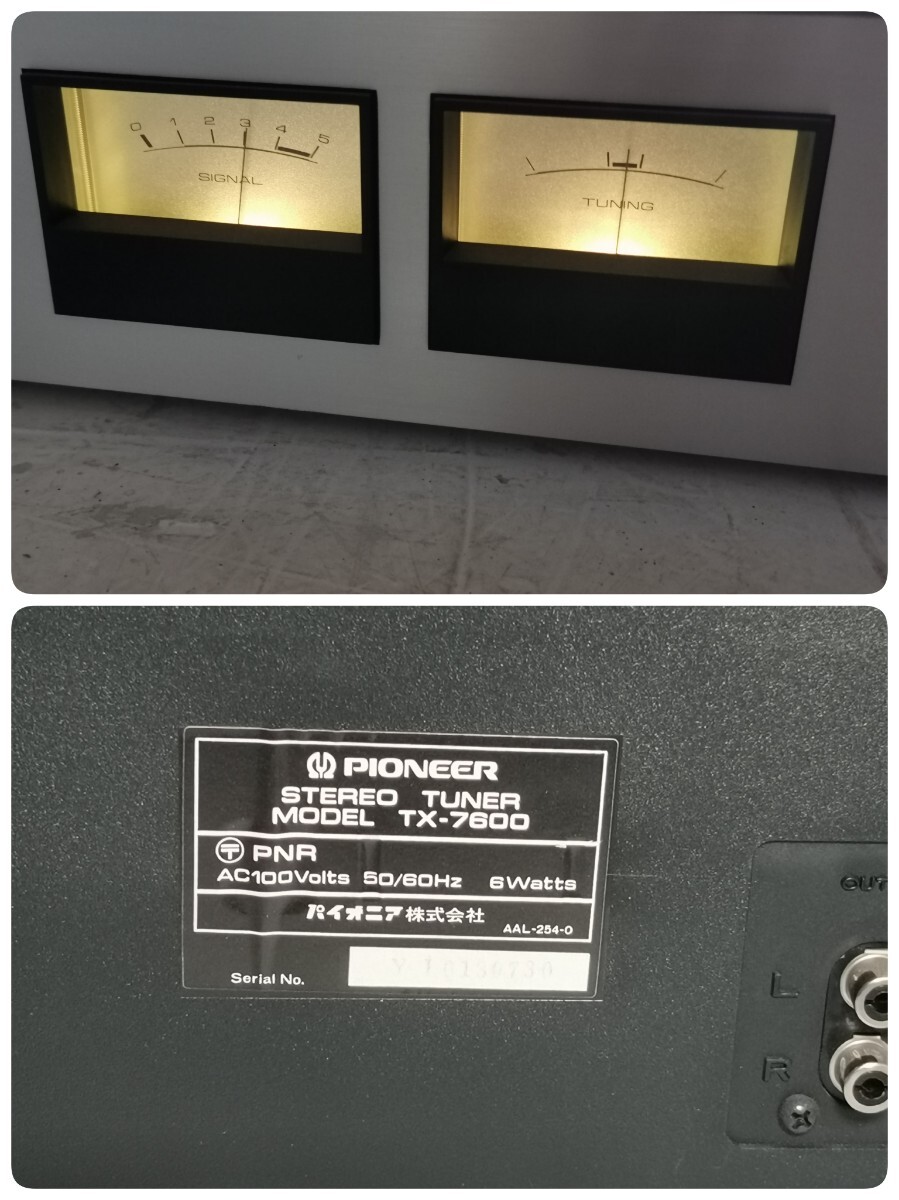 0 1 2 3 4 5
SIGNAL
TUNING
PIONEER
STEREO TUNER
MODEL TX-7600
〒 PNR
AC100Volts 50/60Hz 6Watts
パイオニア株式会社
AAL-254-0
Serial No.
L
R